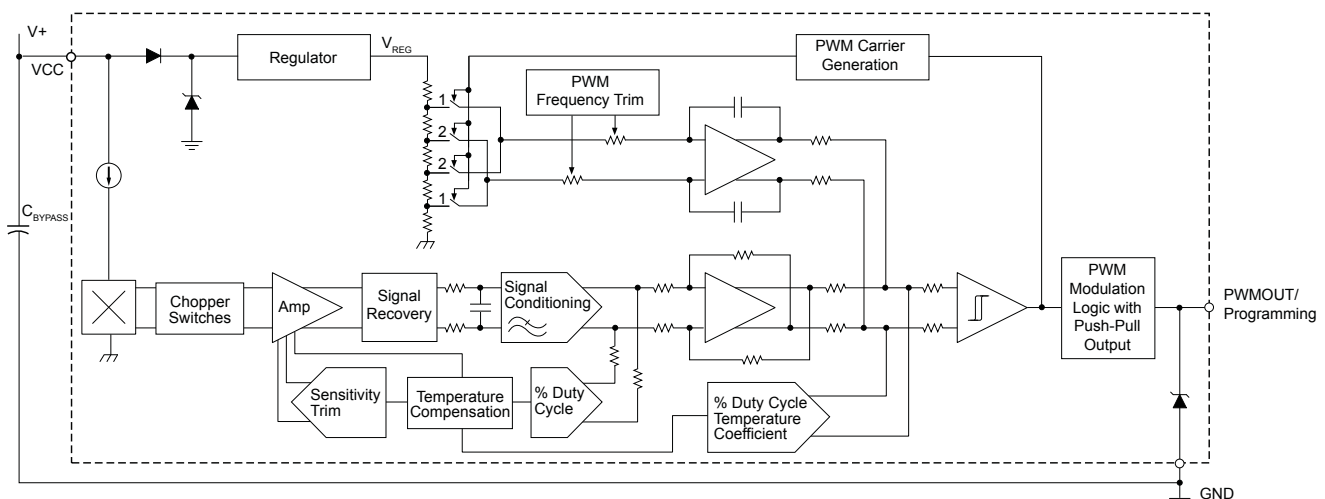 V+
VCC
Regulator
VREG
PWM Carrier
Generation
PWM
Frequency Trim
1
2
2
1
CBYPASS
Chopper
Switches
Amp
Signal
Recovery
Signal
Conditioning
PWM
Modulation
Logic with
Push-Pull
Output
PWMOUT/
Programming
Sensitivity
Trim
Temperature
Compensation
% Duty
Cycle
% Duty Cycle
Temperature
Coefficient
GND